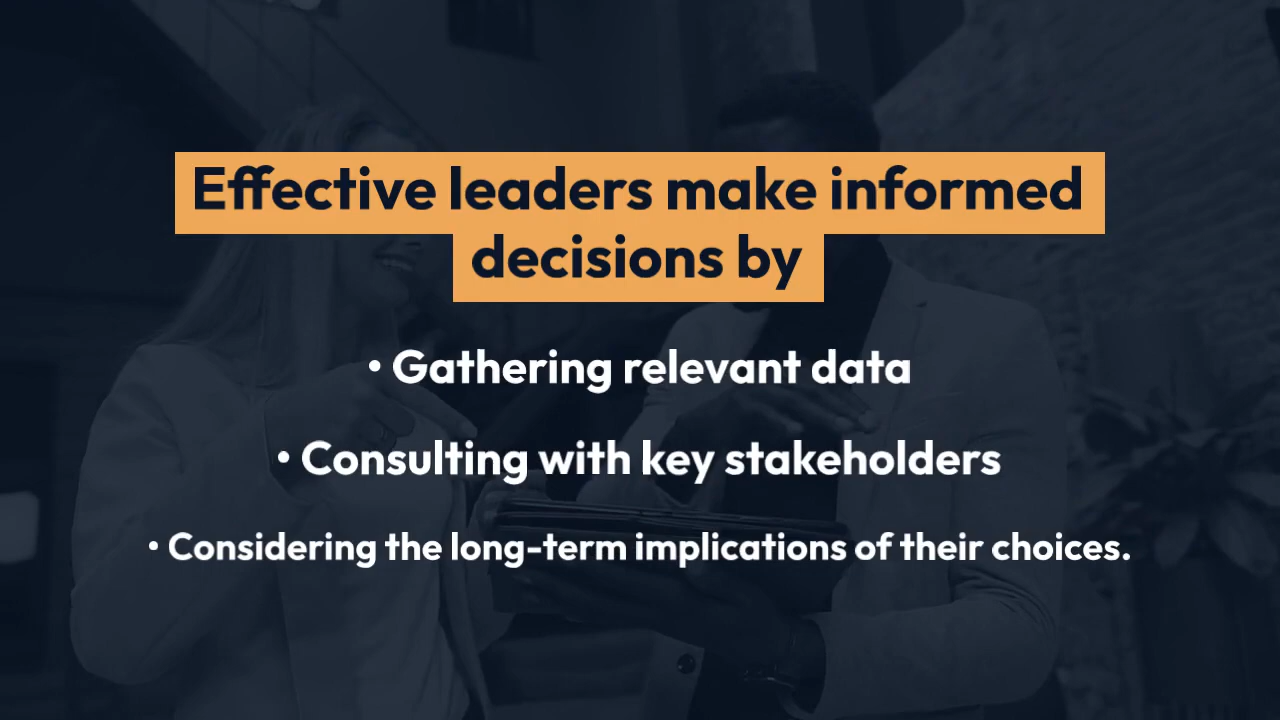 Effective leaders make informed
decisions by
• Gathering relevant data
• Consulting with key stakeholders
• Considering the long-term implications of their choices.